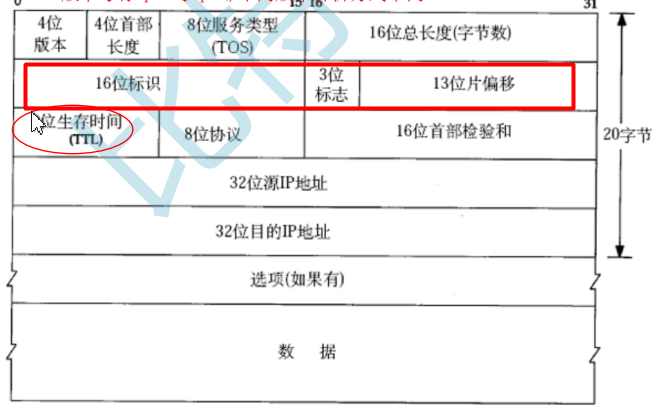 0 15 16 31
4位 4位首部 8位服务类型 16位总长度(字节数)
版本 长度 (TOS)
16位标识 3位 13位片偏移
标志
位生存时间 8位协议 16位首部检验和
(TTL)
20字节
32位源IP地址
32位目的IP地址
选项(如果有)
数 据
比特